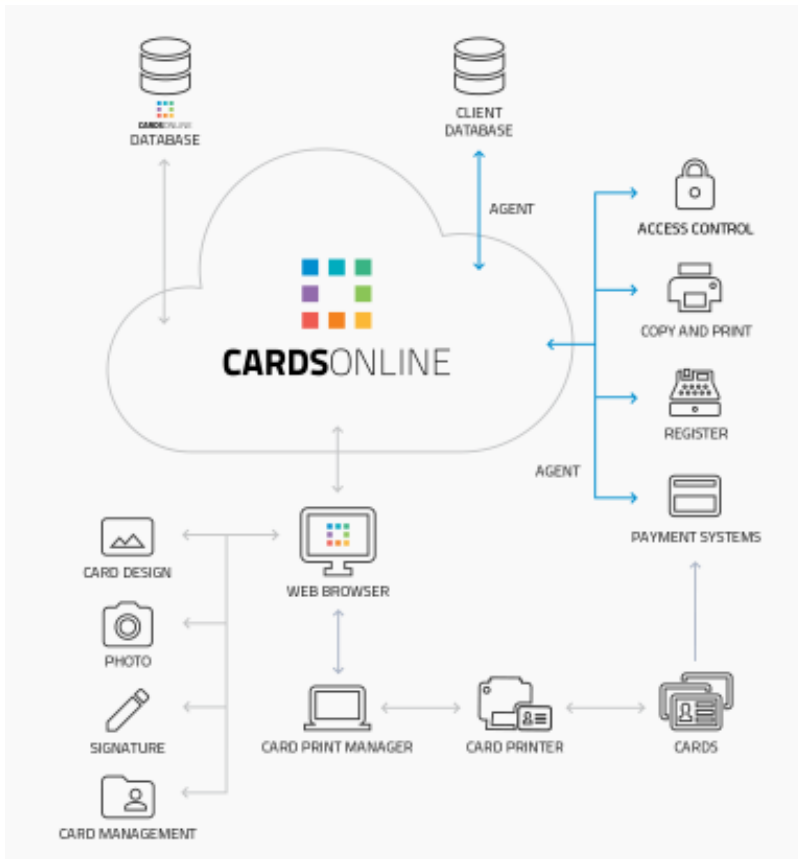 CARDSONLINE
DATABASE
CLIENT
DATABASE
AGENT
ACCESS CONTROL
COPY AND PRINT
CARDSONLINE
REGISTER
AGENT
PAYMENT SYSTEMS
CARD DESIGN
WEB BROWSER
PHOTO
SIGNATURE
CARD PRINT MANAGER
CARD PRINTER
CARDS
CARD MANAGEMENT